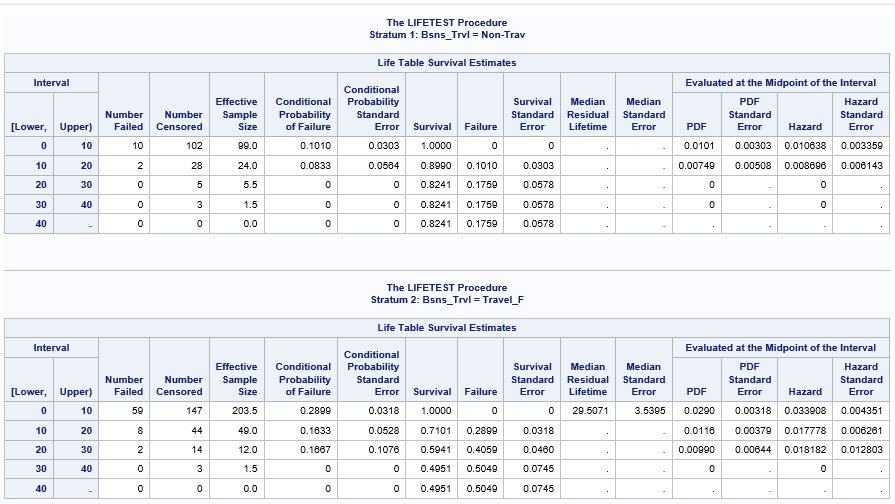 The LIFETEST Procedure
Stratum 1: Bsns_Trvl = Non-Trav
Life Table Survival Estimates
Interval Evaluated at the Midpoint of the Interval
[Lower, Upper) Number Failed Number Censored Effective Sample Size Conditional Probability of Failure Conditional Probability Standard Error Survival Failure Survival Standard Error Median Residual Lifetime Median Standard Error PDF PDF Standard Error Hazard Hazard Standard Error
0 10 10 102 99.0 0.1010 0.0303 1.0000 0 0 . . 0.0101 0.00303 0.010638 0.003359
10 20 2 28 24.0 0.0833 0.0564 0.8990 0.1010 0.0303 . . 0.00749 0.00508 0.008696 0.006143
20 30 0 5 5.5 0 0 0.8241 0.1759 0.0578 . . 0 . 0 .
30 40 0 3 1.5 0 0 0.8241 0.1759 0.0578 . . 0 . 0 .
40 . 0 0 0.0 0 0 0.8241 0.1759 0.0578 . . . . . .
The LIFETEST Procedure
Stratum 2: Bsns_Trvl = Travel_F
Life Table Survival Estimates
Interval Evaluated at the Midpoint of the Interval
[Lower, Upper) Number Failed Number Censored Effective Sample Size Conditional Probability of Failure Conditional Probability Standard Error Survival Failure Survival Standard Error Median Residual Lifetime Median Standard Error PDF PDF Standard Error Hazard Hazard Standard Error
0 10 59 147 203.5 0.2899 0.0318 1.0000 0 0 29.5071 3.5395 0.0290 0.00318 0.033908 0.004351
10 20 8 44 49.0 0.1633 0.0528 0.7101 0.2899 0.0318 . . 0.0116 0.00379 0.017778 0.006261
20 30 2 14 12.0 0.1667 0.1076 0.5941 0.4059 0.0460 . . 0.00990 0.00644 0.018182 0.012803
30 40 0 3 1.5 0 0 0.4951 0.5049 0.0745 . . 0 . 0 .
40 . 0 0 0.0 0 0 0.4951 0.5049 0.0745 . . . . . .